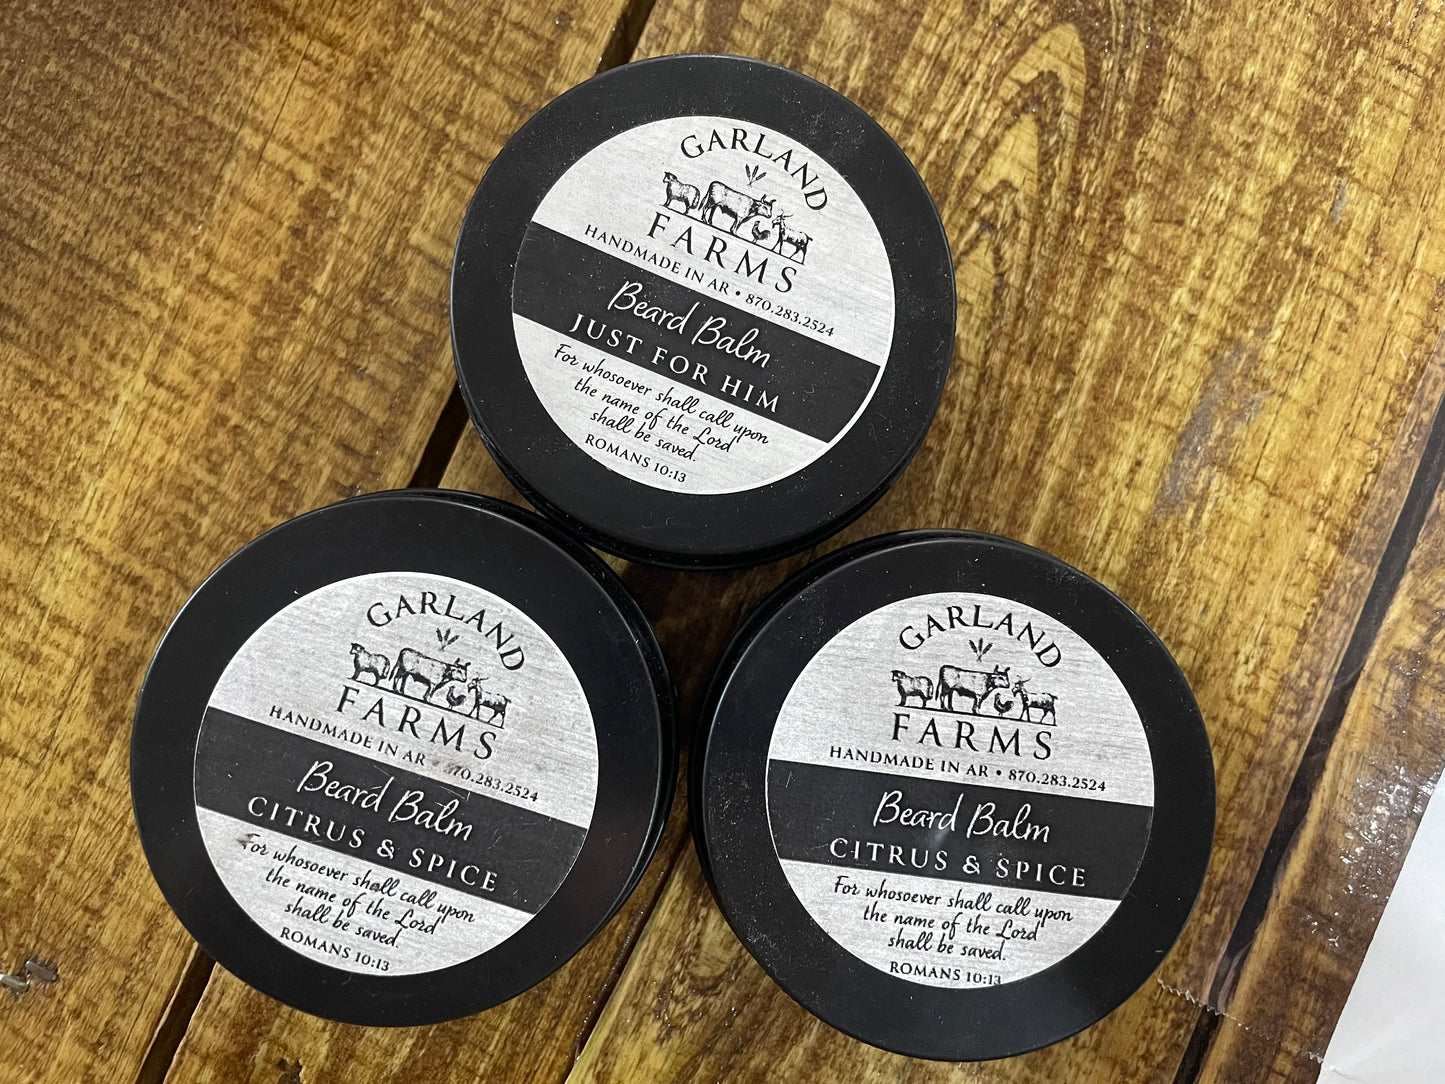 GARLAND
FARMS
HANDMADE IN AR • 870.283.2524
Beard Balm
JUST FOR HIM
For whosoever shall call upon
the name of the Lord
shall be saved.
ROMANS 10:13
GARLAND
FARMS
HANDMADE IN AR • 870.283.2524
Beard Balm
CITRUS & SPICE
For whosoever shall call upon
the name of the Lord
shall be saved.
ROMANS 10:13
GARLAND
FARMS
HANDMADE IN AR • 870.283.2524
Beard Balm
CITRUS & SPICE
For whosoever shall call upon
the name of the Lord
shall be saved.
ROMANS 10:13